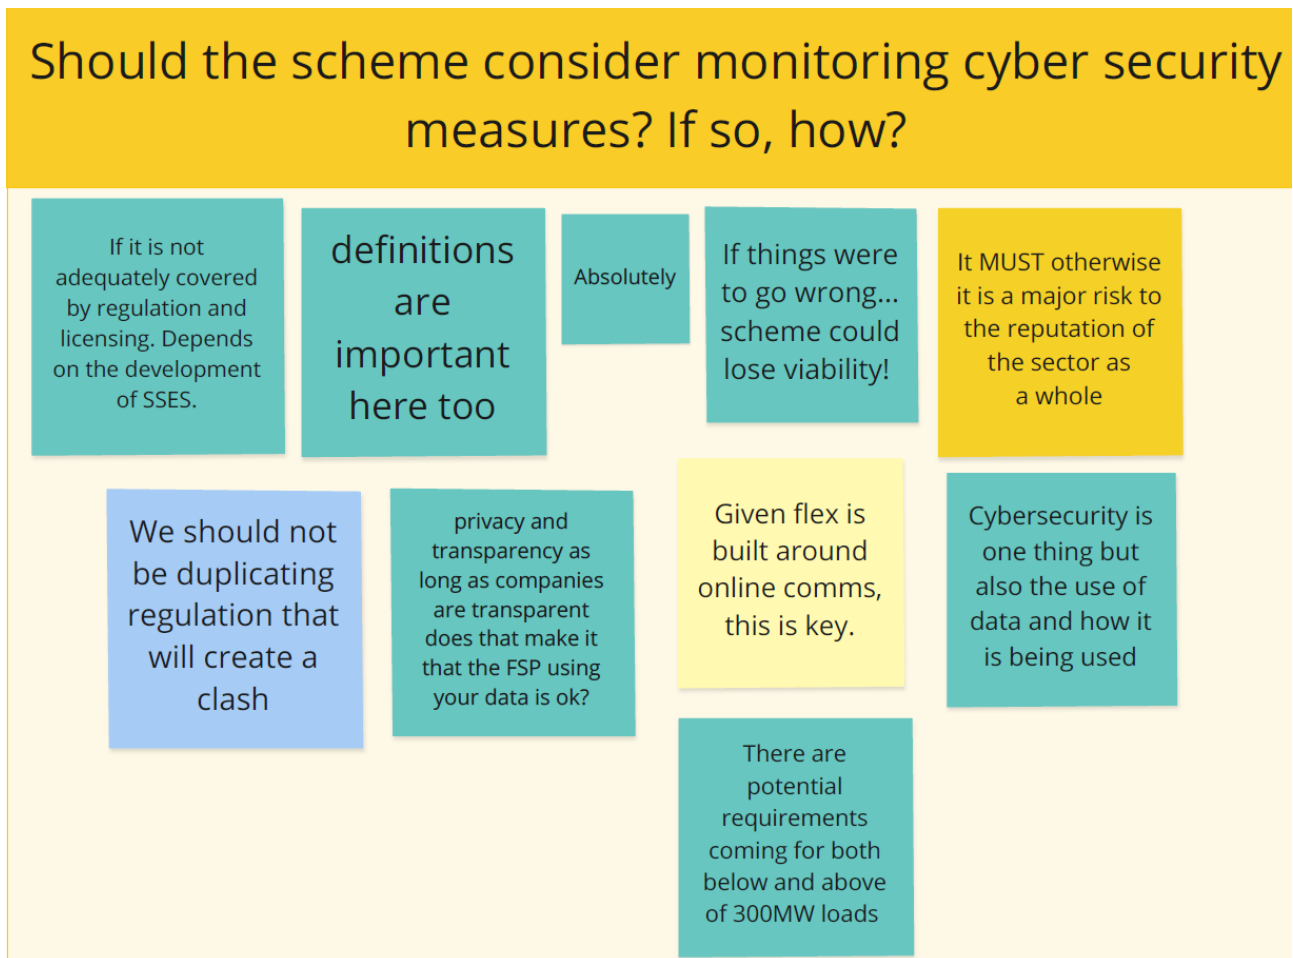 Should the scheme consider monitoring cyber security
measures? If so, how?
If it is not
adequately covered
by regulation and
licensing. Depends
on the development
of SSES.
definitions
are
important
here too
Absolutely
If things were
to go wrong...
scheme could
lose viability!
It MUST otherwise
it is a major risk to
the reputation of
the sector as
a whole
We should not
be duplicating
regulation that
will create a
clash
privacy and
transparency as
long as companies
are transparent
does that make it
that the FSP using
your data is ok?
Given flex is
built around
online comms,
this is key.
Cybersecurity is
one thing but
also the use of
data and how it
is being used
There are
potential
requirements
coming for both
below and above
of 300MW loads